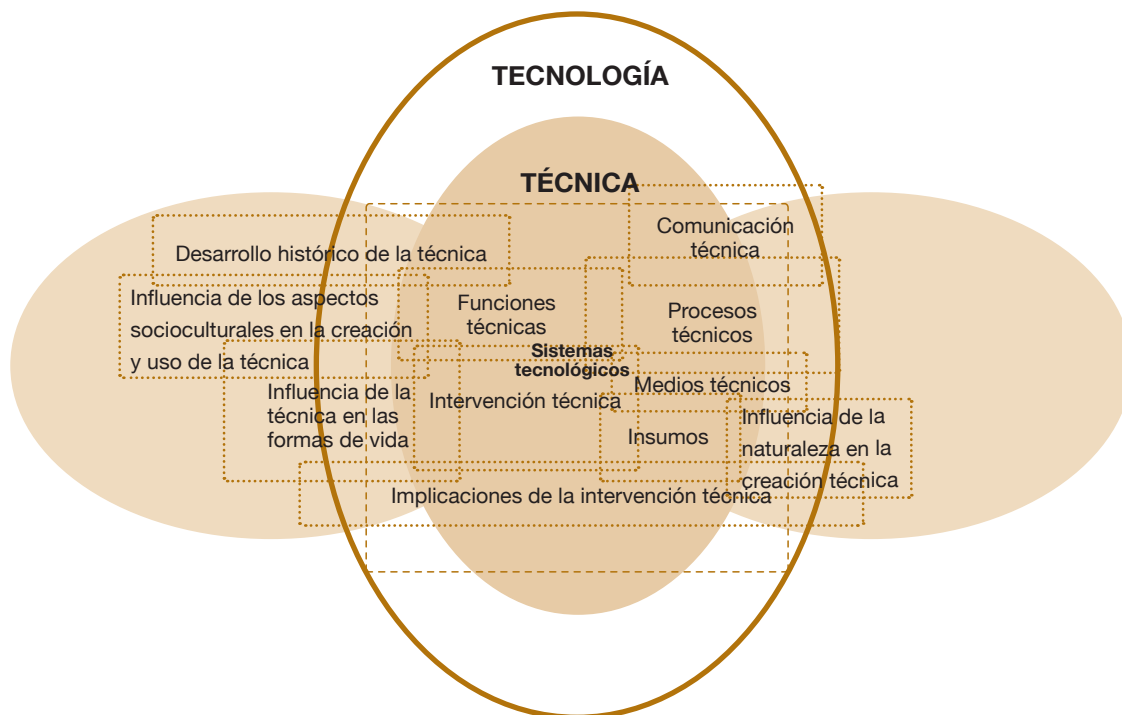 TECNOLOGÍA
TÉCNICA
Comunicación
técnica
Desarrollo histórico de la técnica
Influencia de los aspectos
socioculturales en la creación
y uso de la técnica
Funciones
técnicas
Procesos
técnicos
Sistemas
tecnológicos
Influencia de la
técnica en las
formas de vida
Intervención técnica
Medios técnicos
Insumos
Influencia de la
naturaleza en la
creación técnica
Implicaciones de la intervención técnica